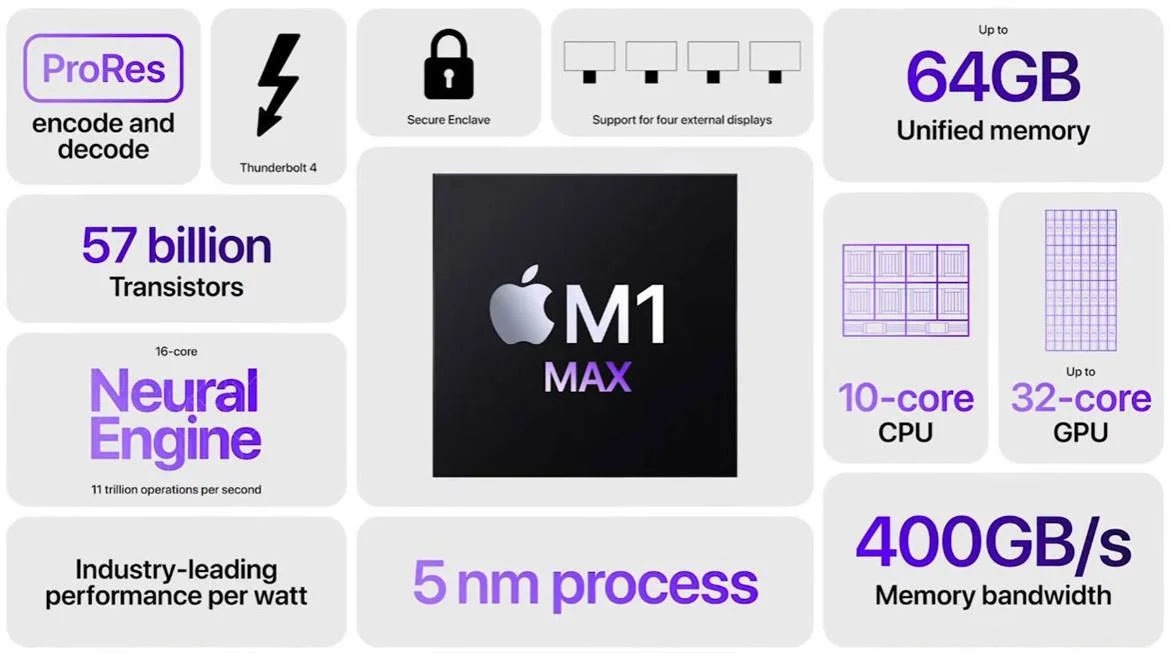 ProRes
encode and
decode
Thunderbolt 4
Secure Enclave
Support for four external displays
Up to
64GB
Unified memory
57 billion
Transistors
M1
MAX
10-core
CPU
Up to
32-core
GPU
16-core
Neural
Engine
11 trillion operations per second
Industry-leading
performance per watt
5 nm process
400GB/s
Memory bandwidth